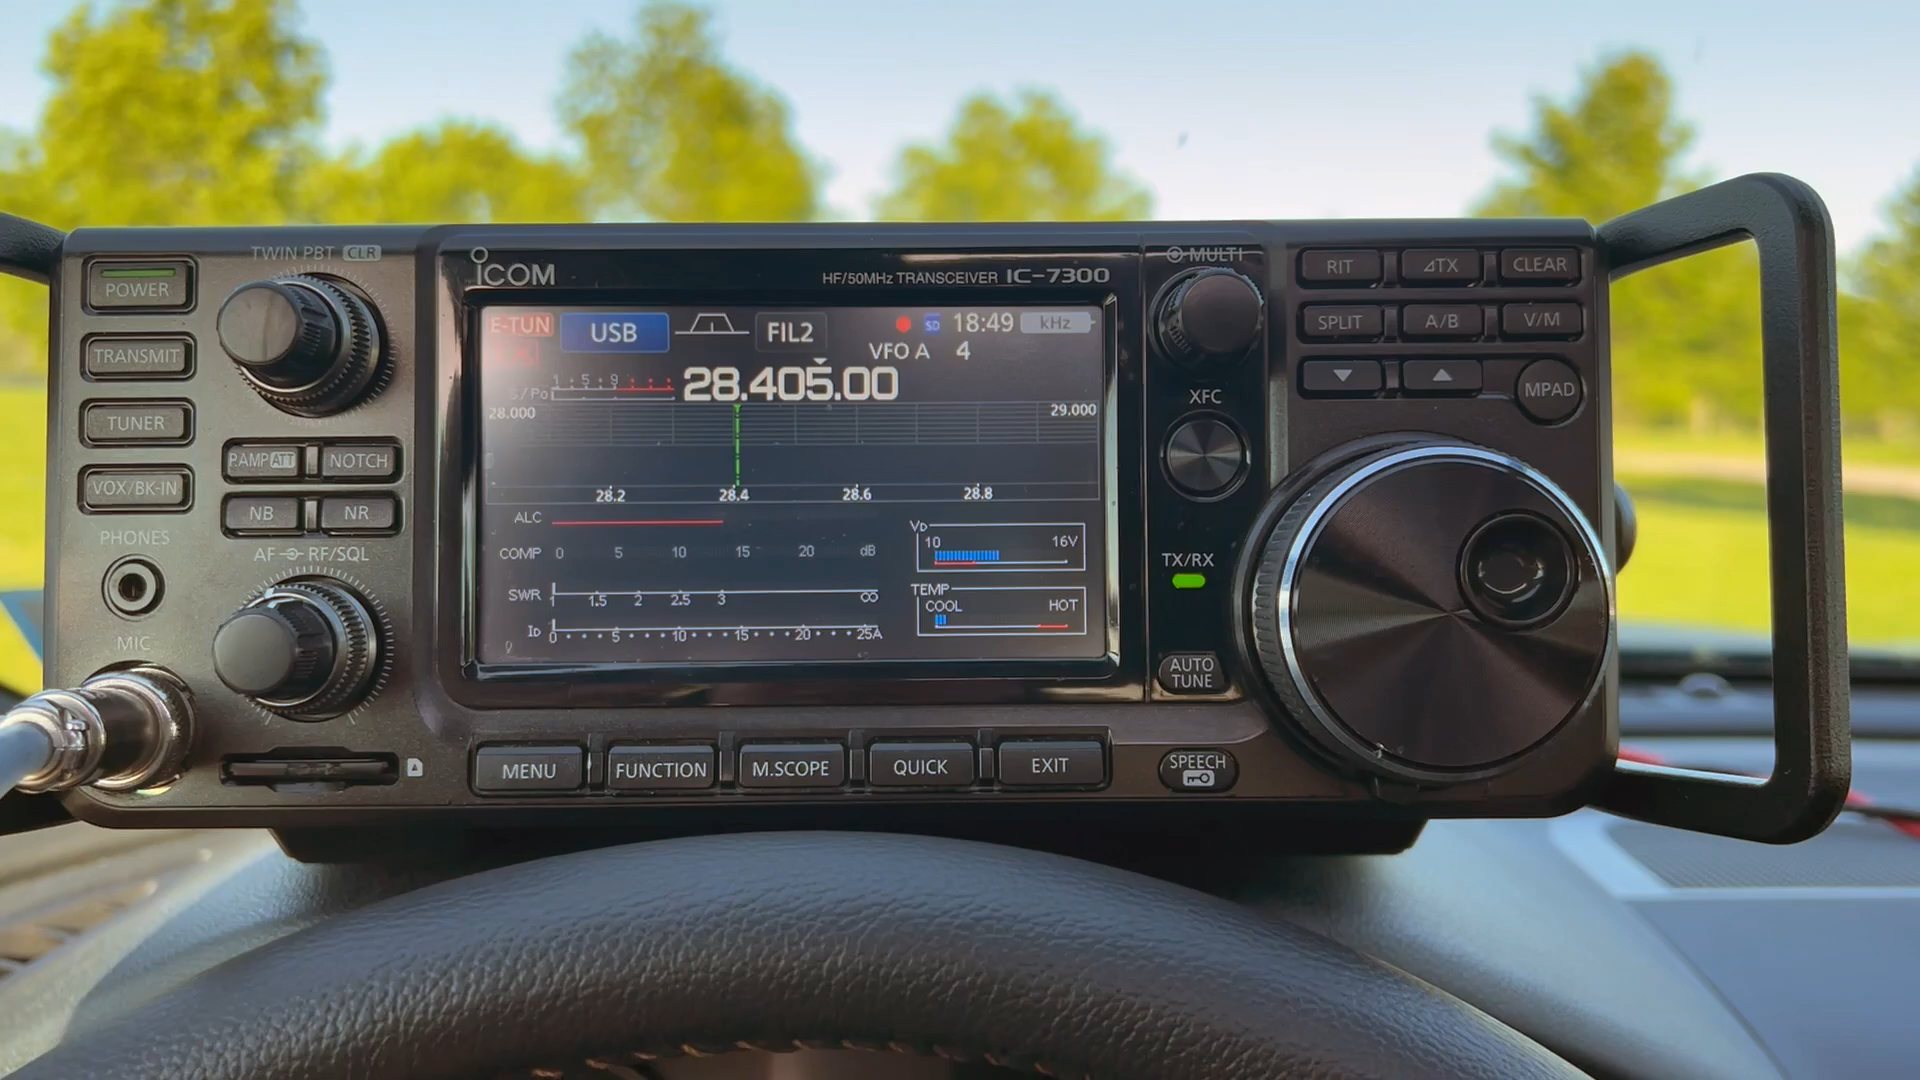 TWIN PBT CLR
POWER
TRANSMIT
TUNER
VOX/BK-IN
P.AMP ATT NOTCH
NB NR
PHONES
AF RF/SQL
MIC
ICOM
HF/50MHz TRANSCEIVER IC-7300
E-TUN USB FIL2 SD 18:49 kHz
VFO A 4
1 5 9
S/Po
28.405.00
28.000 29.000
28.2 28.4 28.6 28.8
ALC
COMP 0 5 10 15 20 dB
SWR 1 1.5 2 2.5 3 ∞
ID 0 5 10 15 20 25A
VD
10 16V
TEMP
COOL HOT
MENU FUNCTION M.SCOPE QUICK EXIT
MULTI
XFC
TX/RX
AUTO
TUNE
SPEECH
RIT ⊿TX CLEAR
SPLIT A/B V/M
▼ ▲ MPAD